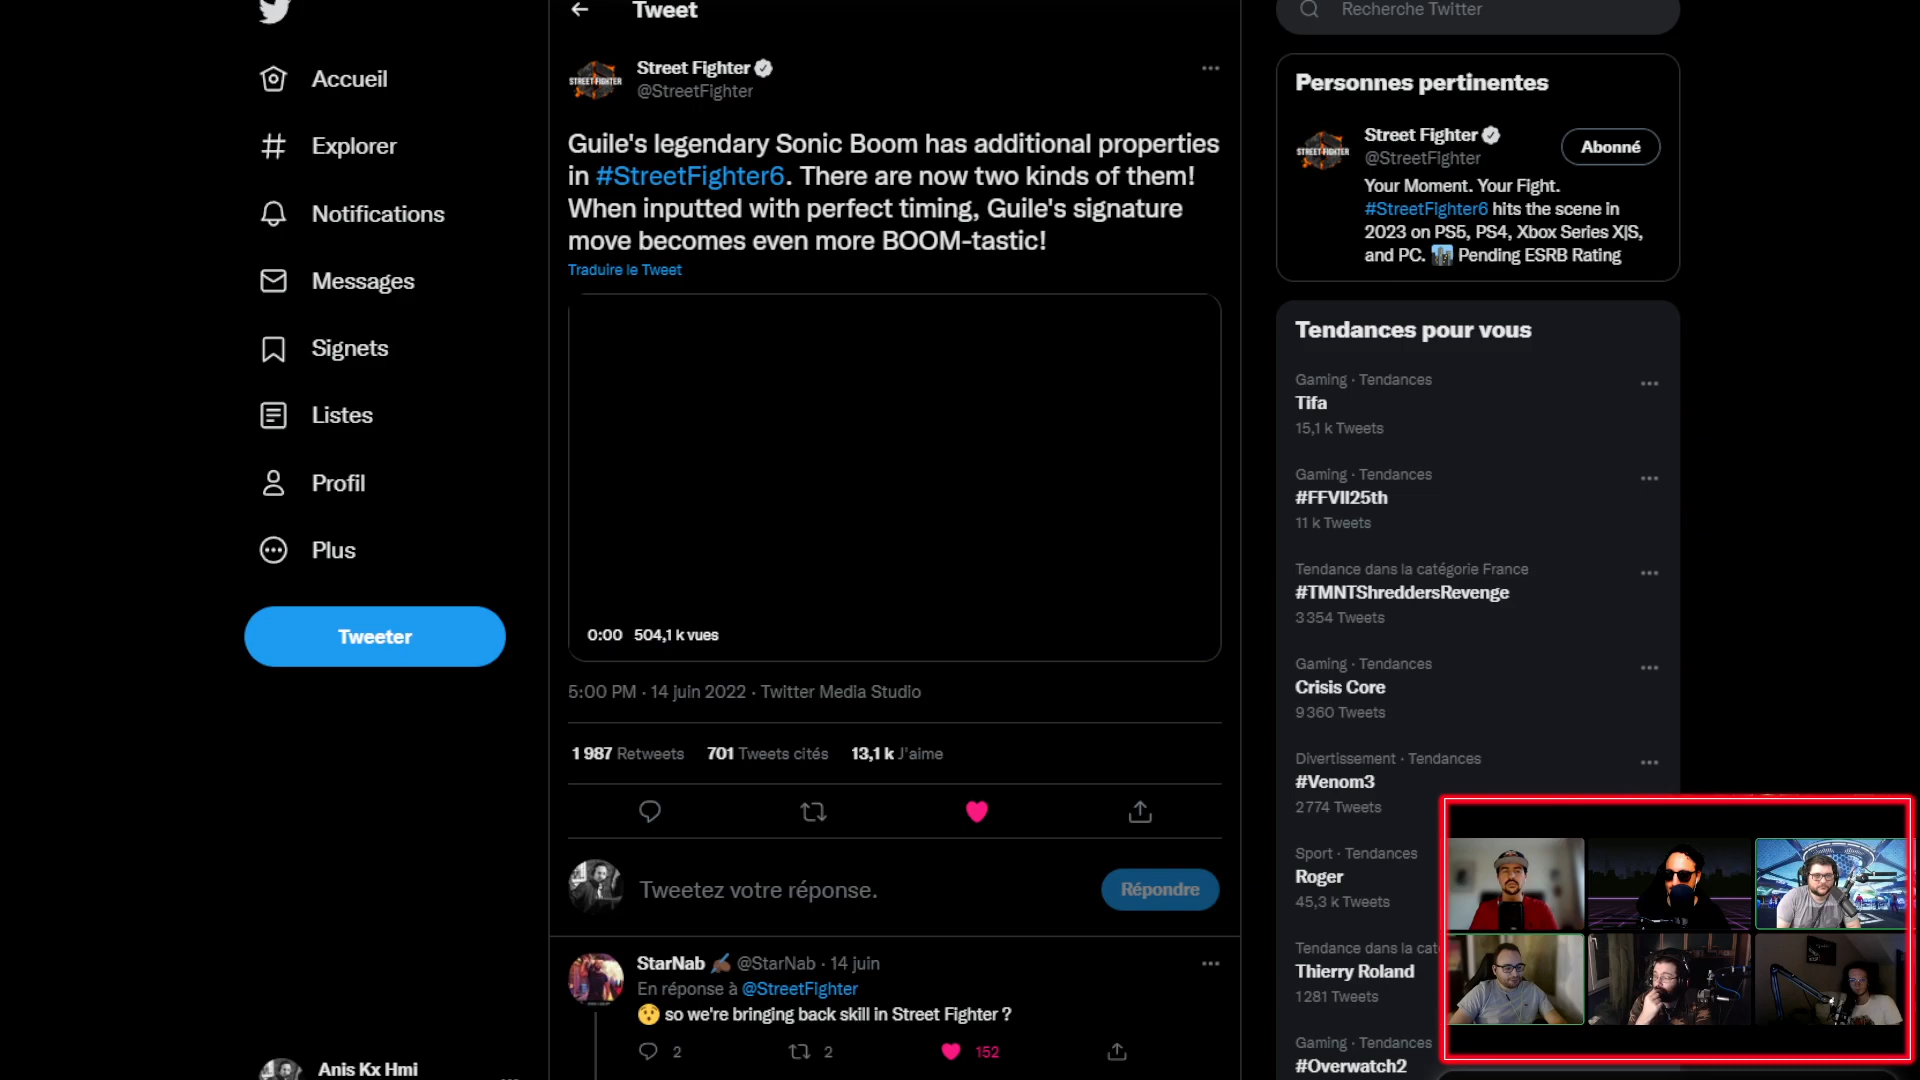 Accueil
Explorer
Notifications
Messages
Signets
Listes
Profil
Plus
Tweeter
Anis Kx Hmi
Tweet
STREET FIGHTER
Street Fighter
@StreetFighter
Guile's legendary Sonic Boom has additional properties
in #StreetFighter6. There are now two kinds of them!
When inputted with perfect timing, Guile's signature
move becomes even more BOOM-tastic!
Traduire le Tweet
0:00 504,1 k vues
5:00 PM · 14 juin 2022 · Twitter Media Studio
1 987 Retweets 701 Tweets cités 13,1 k J'aime
Tweetez votre réponse.
Répondre
StarNab @StarNab · 14 juin
En réponse à @StreetFighter
so we're bringing back skill in Street Fighter ?
2 2 152
Recherche Twitter
Personnes pertinentes
STREET FIGHTER
Street Fighter
@StreetFighter
Abonné
Your Moment. Your Fight.
#StreetFighter6 hits the scene in
2023 on PS5, PS4, Xbox Series X|S,
and PC. Pending ESRB Rating
Tendances pour vous
Gaming · Tendances
Tifa
15,1 k Tweets
Gaming · Tendances
#FFVII25th
11 k Tweets
Tendance dans la catégorie France
#TMNTShreddersRevenge
3 354 Tweets
Gaming · Tendances
Crisis Core
9 360 Tweets
Divertissement · Tendances
#Venom3
2 774 Tweets
Sport · Tendances
Roger
45,3 k Tweets
Tendance dans la cat
Thierry Roland
1 281 Tweets
Gaming · Tendances
#Overwatch2